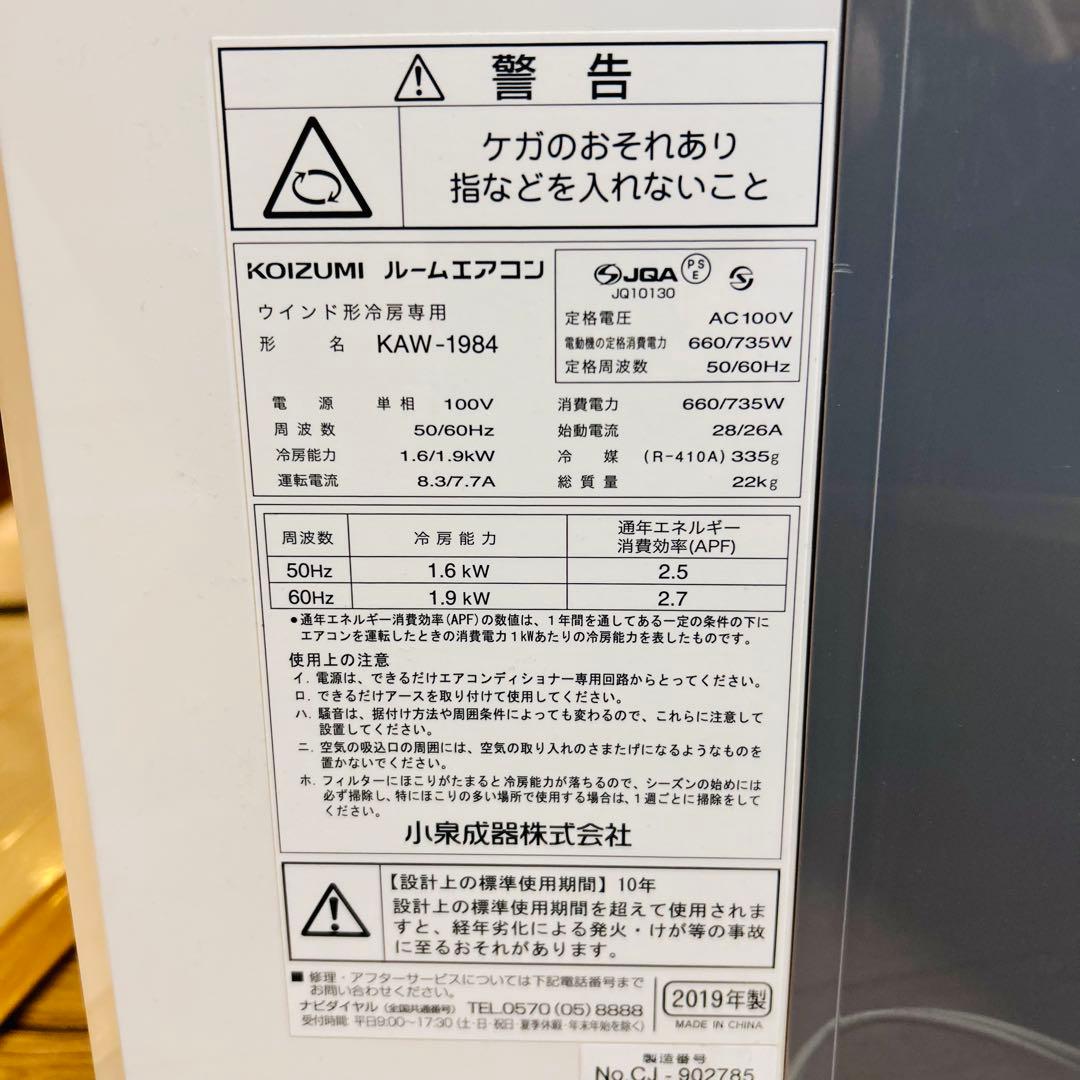 警告
ケガのおそれあり
指などを入れないこと
KOIZUMI ルームエアコン
ウインド形冷房専用
形名 KAW-1984
JQA PSE
JQ10130
定格電圧 AC100V
電動機の定格消費電力 660/735W
定格周波数 50/60Hz
電源 単相 100V
周波数 50/60Hz
冷房能力 1.6/1.9kW
運転電流 8.3/7.7A
消費電力 660/735W
始動電流 28/26A
冷媒 (R-410A) 335g
総質量 22kg
周波数 冷房能力 通年エネルギー
消費効率(APF)
50Hz 1.6 kW 2.5
60Hz 1.9 kW 2.7
●通年エネルギー消費効率(APF)の数値は、1年間を通してある一定の条件の下に
エアコンを運転したときの消費電力1kWあたりの冷房能力を表したものです。
使用上の注意
イ. 電源は、できるだけエアコンディショナー専用回路からとってください。
ロ. できるだけアースを取り付けて使用してください。
ハ. 騒音は、据付け方法や周囲条件によっても変わるので、これらに注意して
設置してください。
ニ. 空気の吸込口の周囲には、空気の取り入れのさまたげになるようなものを
置かないでください。
ホ. フィルターにほこりがたまると冷房能力が落ちるので、シーズンの始めには
必ず掃除し、特にほこりの多い場所で使用する場合は、1週ごとに掃除をして
ください。
小泉成器株式会社
【設計上の標準使用期間】10年
設計上の標準使用期間を超えて使用されま
すと、経年劣化による発火・けが等の事故
に至るおそれがあります。
■修理・アフターサービスについては下記電話番号まで
お問い合わせください。
ナビダイヤル(全国共通番号) TEL.0570(05)8888
受付時間:平日9:00～17:30(土・日・祝日・夏季休暇・年末年始を除く)
2019年製
MADE IN CHINA
製造番号
No.CJ-902785